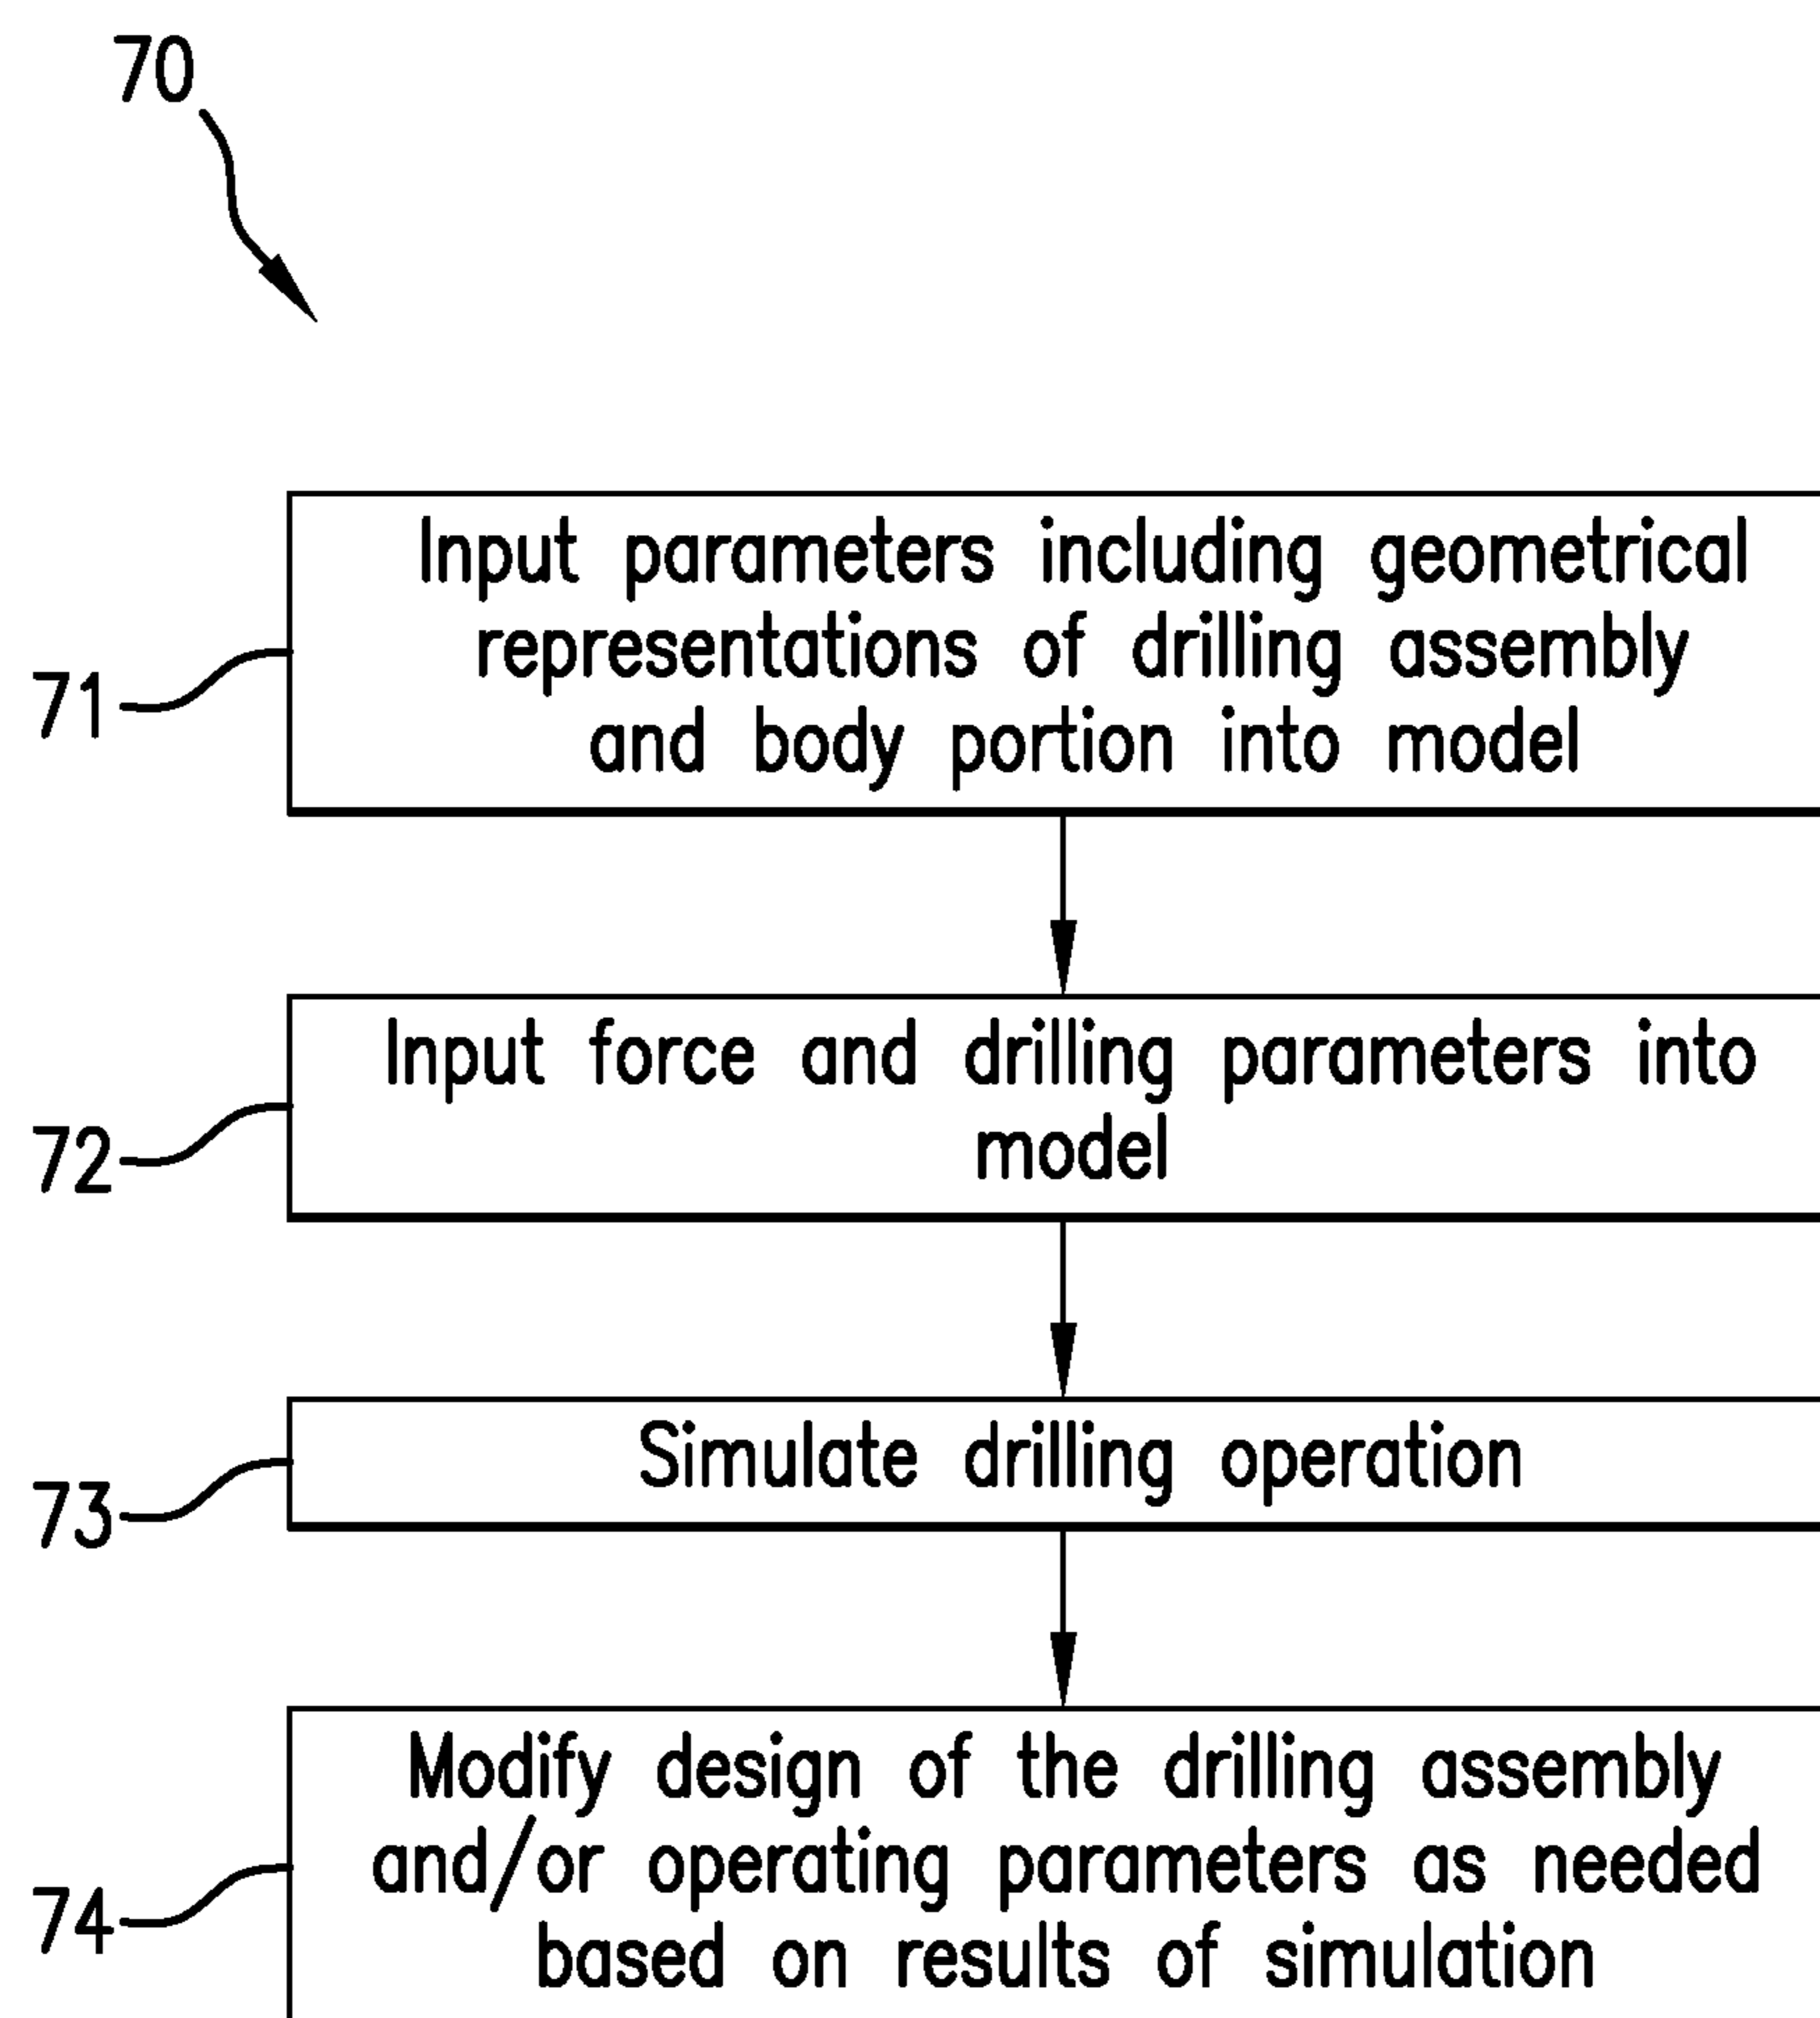 70
Input parameters including geometrical
representations of drilling assembly
and body portion into model
71
Input force and drilling parameters into
model
72
Simulate drilling operation
73
Modify design of the drilling assembly
and/or operating parameters as needed
based on results of simulation
74